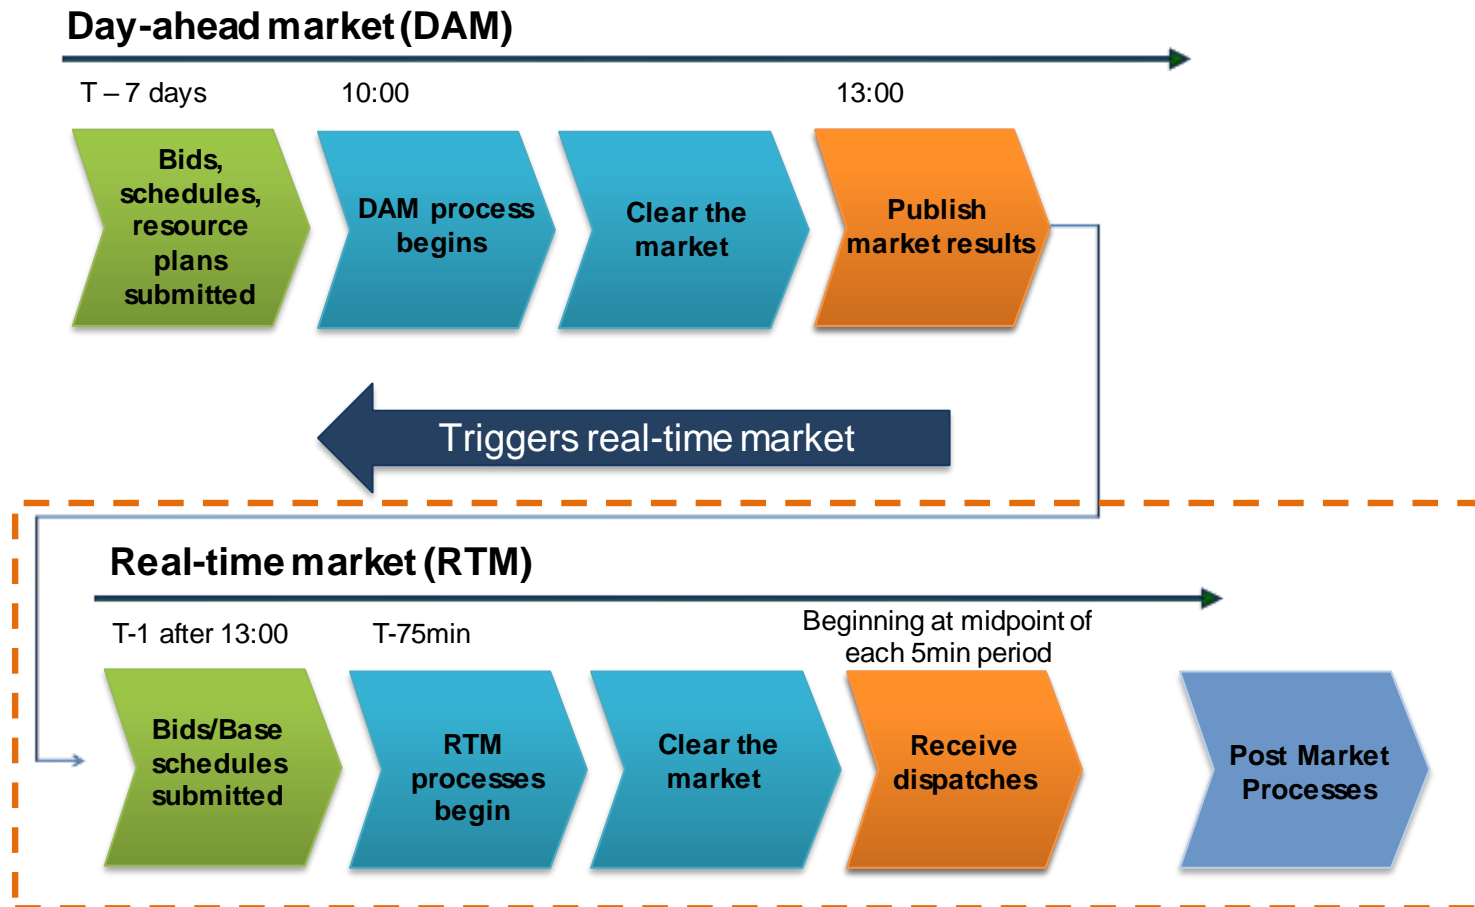 Day-ahead market (DAM)
T – 7 days
10:00
13:00
Bids,
schedules,
resource
plans
submitted
DAM process
begins
Clear the
market
Publish
market results
Triggers real-time market
Real-time market (RTM)
T-1 after 13:00
T-75min
Beginning at midpoint of
each 5min period
Bids/Base
schedules
submitted
RTM
processes
begin
Clear the
market
Receive
dispatches
Post Market
Processes